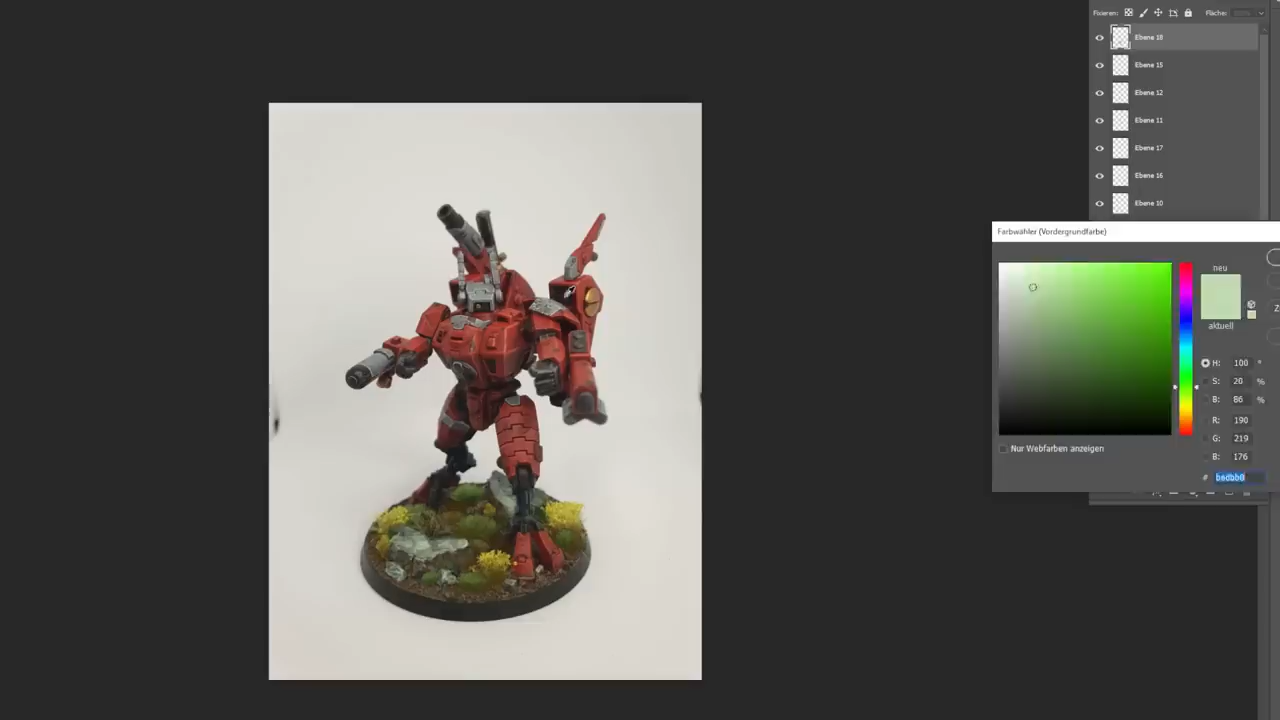 Fixieren:
Fläche:
Ebene 18
Ebene 15
Ebene 12
Ebene 11
Ebene 17
Ebene 16
Ebene 10
Farbwähler (Vordergrundfarbe)
neu
aktuell
H: 100 °
S: 20 %
B: 86 %
R: 190
G: 219
B: 176
Nur Webfarben anzeigen
# bedbb0